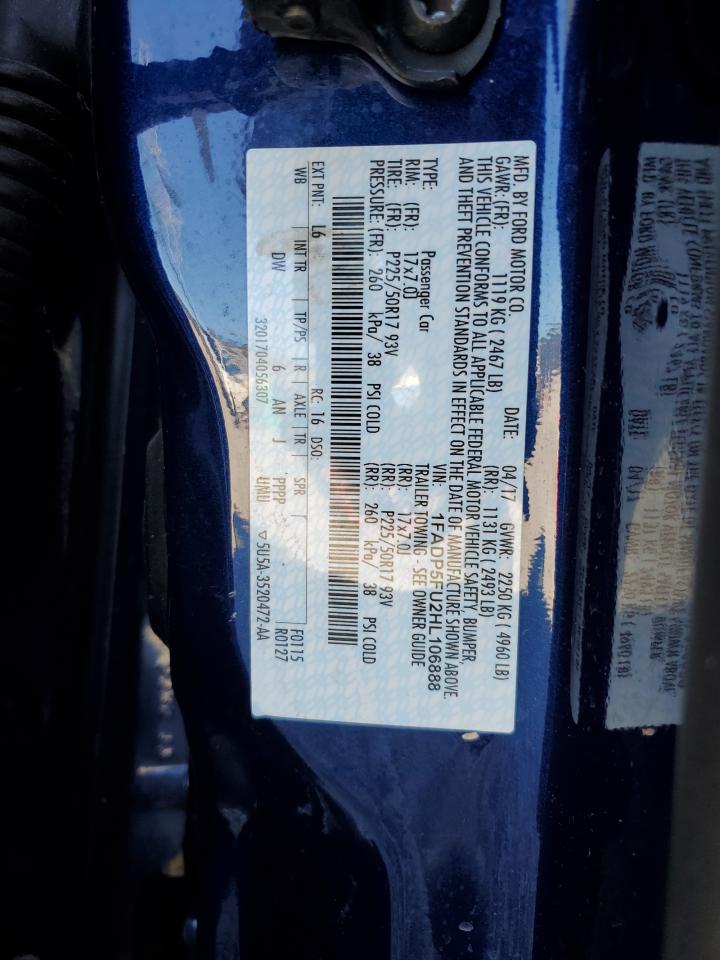 MFD. BY FORD MOTOR CO. DATE: 04/17 GVWR: 2250 KG ( 4960 LB)
GAWR: (FR): 1119 KG ( 2467 LB) (RR): 1131 KG ( 2493 LB)
THIS VEHICLE CONFORMS TO ALL APPLICABLE FEDERAL MOTOR VEHICLE SAFETY, BUMPER
AND THEFT PREVENTION STANDARDS IN EFFECT ON THE DATE OF MANUFACTURE SHOWN ABOVE.
VIN: 1FADP5FU2HL106888
TYPE: Passenger Car TRAILER TOWING - SEE OWNER GUIDE
RIM: (FR): 17x7.0J (RR): 17x7.0J
TIRE: (FR): P225/50R17 93V (RR): P225/50R17 93V
PRESSURE: (FR): 260 kPa/ 38 PSI COLD (RR): 260 kPa/ 38 PSI COLD
EXT PNT: L6 RC: 16 DSO: F0115
WB INT TR TP/PS R AXLE TR SPR R0127
DW 6 AN J PPPP
3201704056307 UMU ▽ 5U5A-3520472-AA